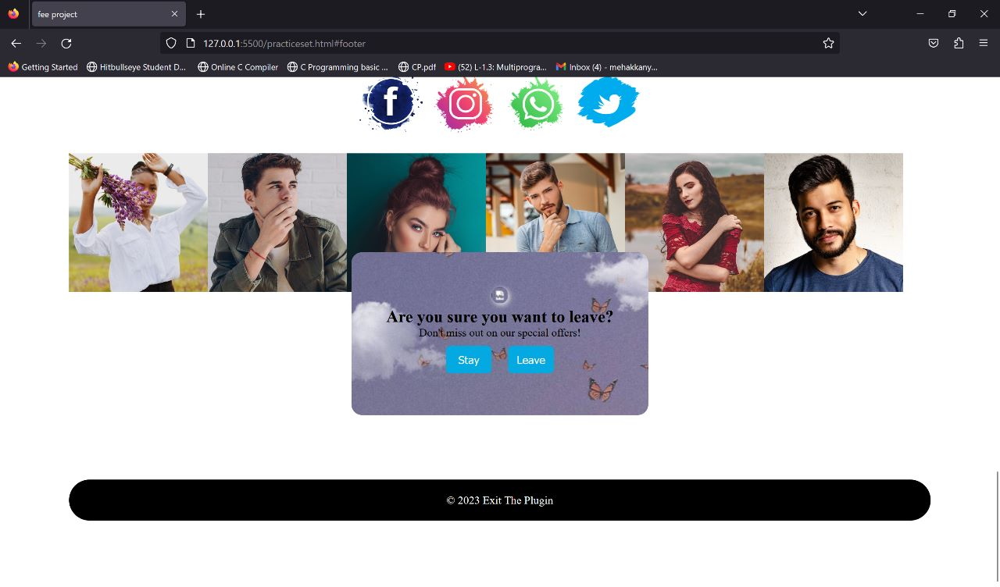 fee project
127.0.0.1:5500/practiceset.html#footer
Getting Started Hitbullseye Student D... Online C Compiler C Programming basic ... CP.pdf (52) L-1.3: Multiprogra... Inbox (4) - mehakkany...
Are you sure you want to leave?
Don't miss out on our special offers!
Stay Leave
© 2023 Exit The Plugin